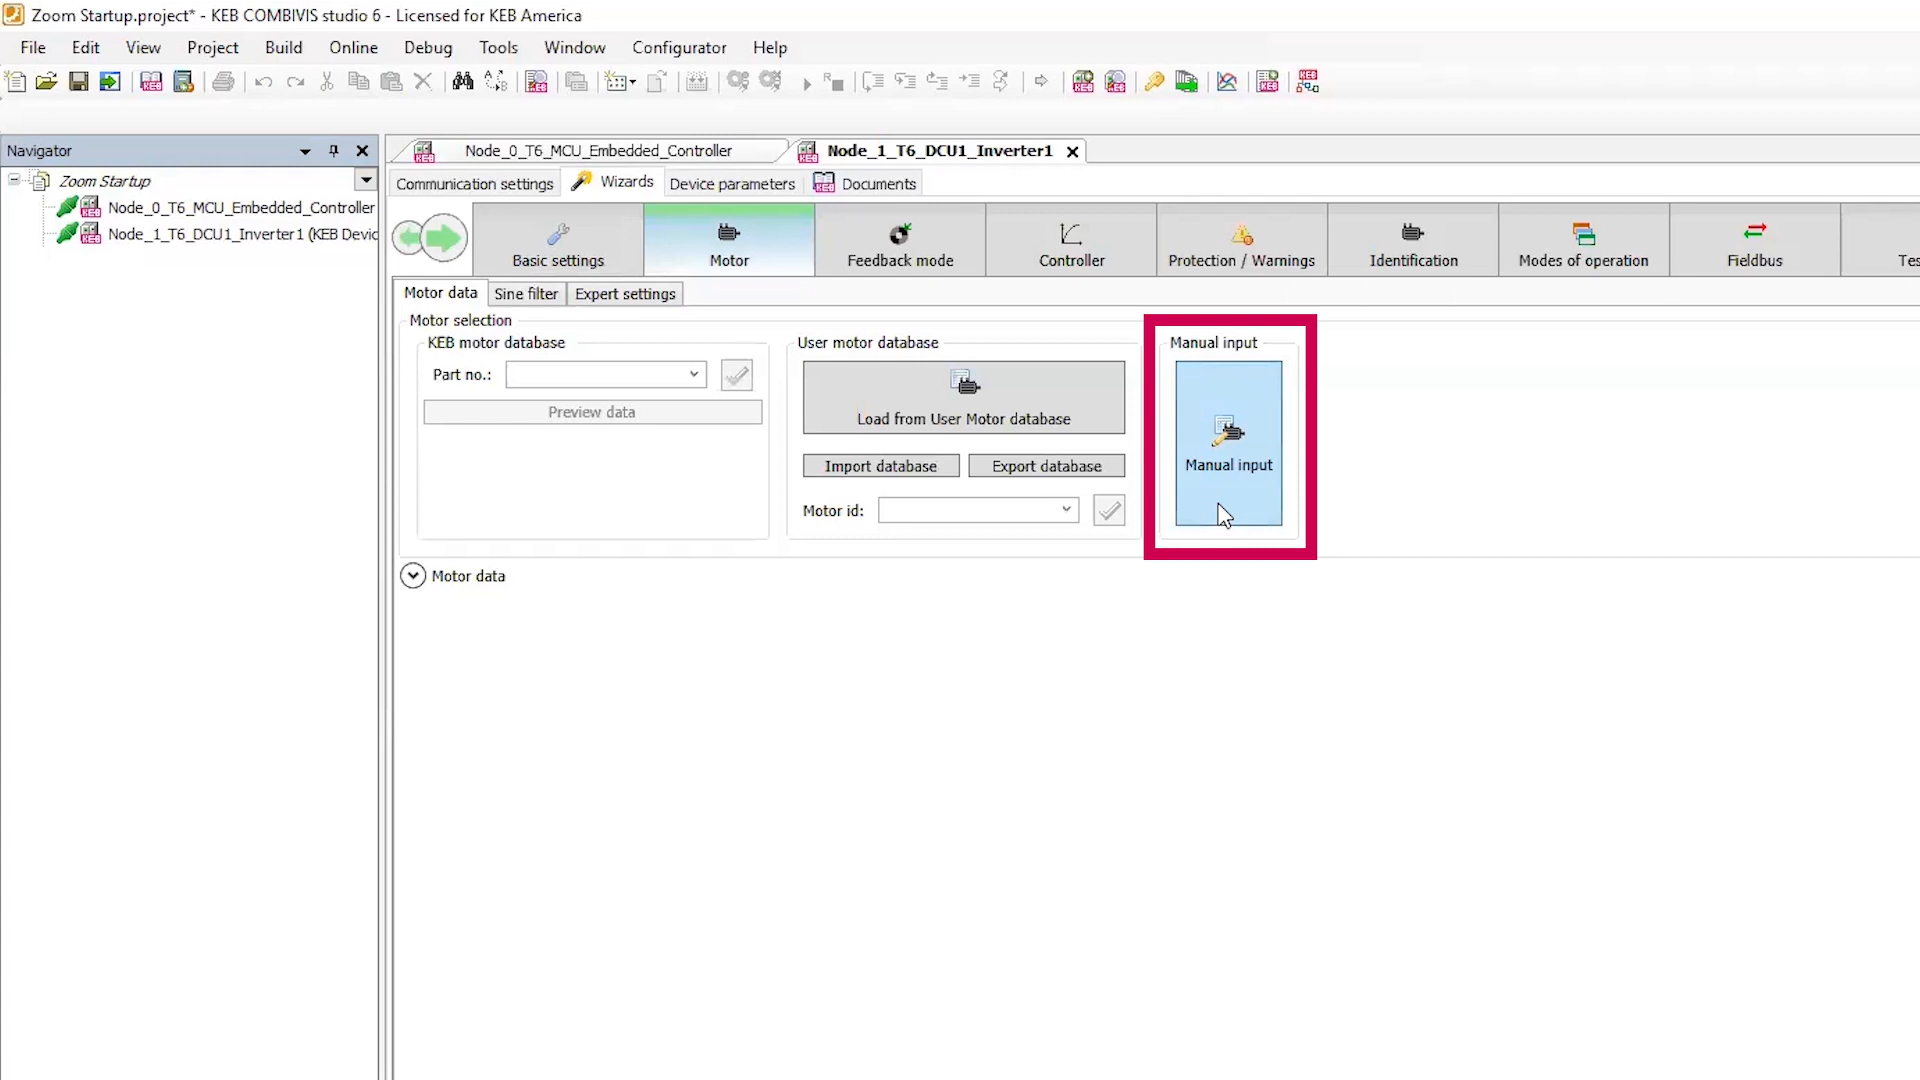 Zoom Startup.project* - KEB COMBIVIS studio 6 - Licensed for KEB America
File Edit View Project Build Online Debug Tools Window Configurator Help
Navigator
Zoom Startup
Node_0_T6_MCU_Embedded_Controller
Node_1_T6_DCU1_Inverter1 (KEB Devic
Node_0_T6_MCU_Embedded_Controller Node_1_T6_DCU1_Inverter1
Communication settings Wizards Device parameters Documents
Basic settings Motor Feedback mode Controller Protection / Warnings Identification Modes of operation Fieldbus Tes
Motor data Sine filter Expert settings
Motor selection
KEB motor database
Part no.:
Preview data
User motor database
Load from User Motor database
Import database Export database
Motor id:
Manual input
Manual input
Motor data